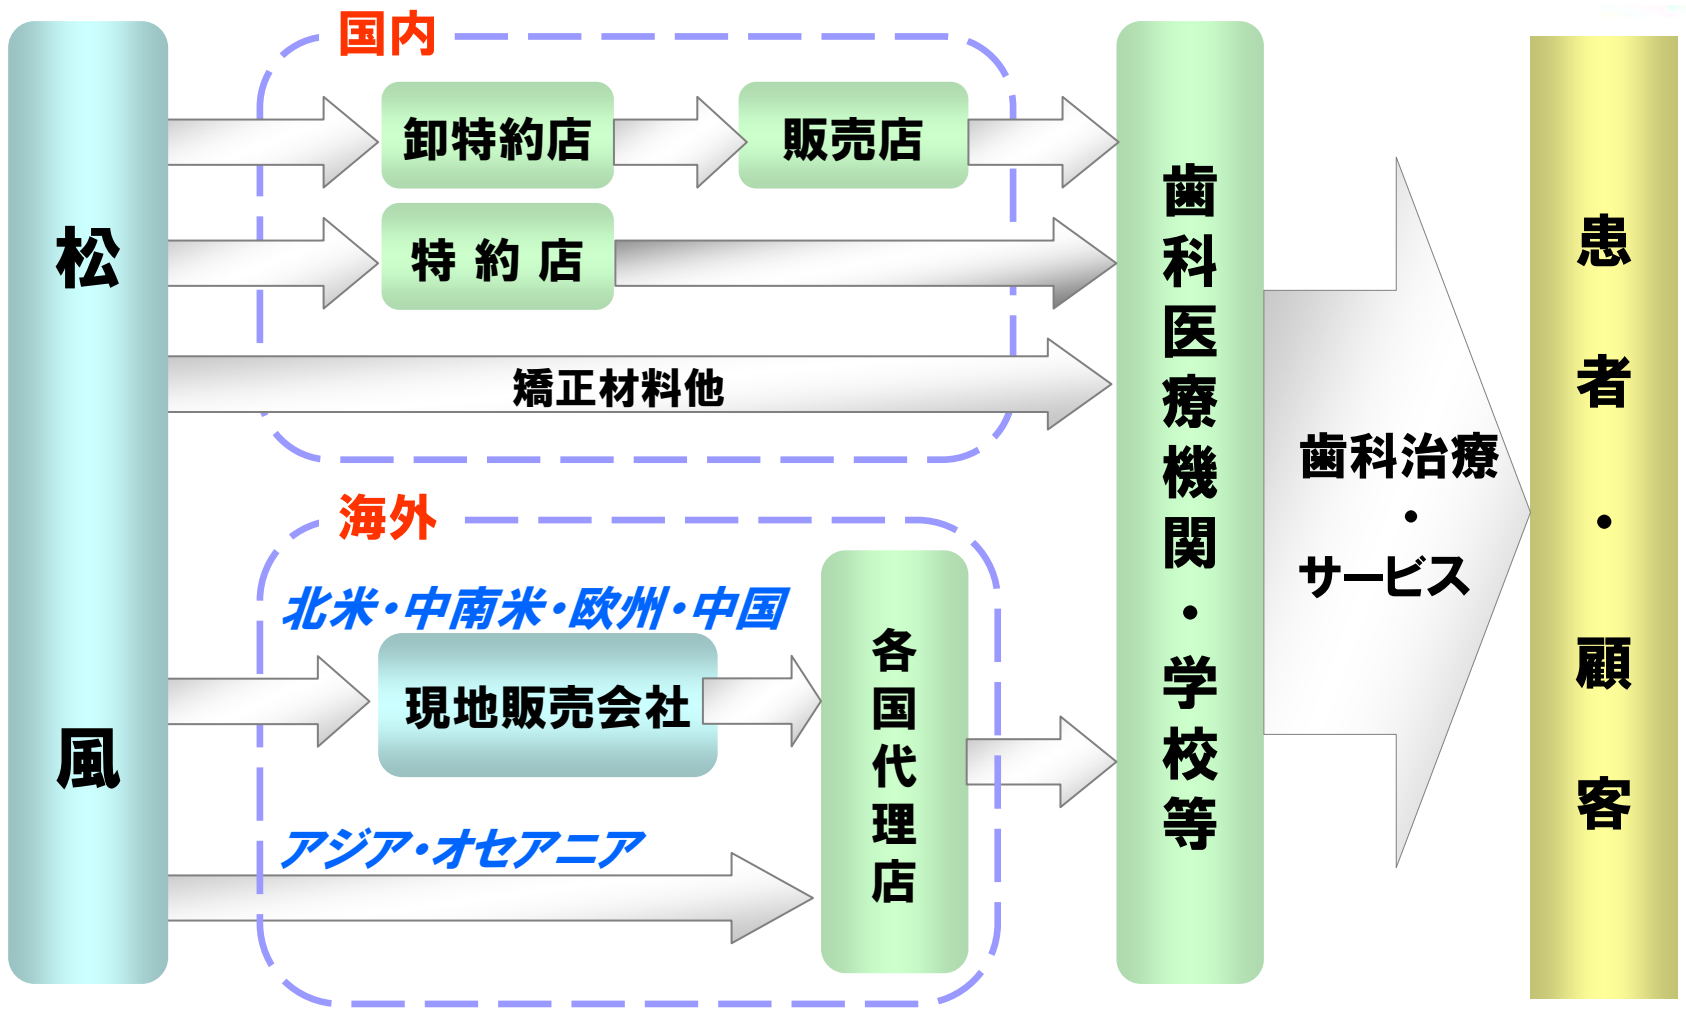 松風
国内
卸特約店
販売店
特約店
矯正材料他
海外
北米・中南米・欧州・中国
現地販売会社
アジア・オセアニア
各国代理店
歯科医療機関・学校等
歯科治療
・
サービス
患者・顧客